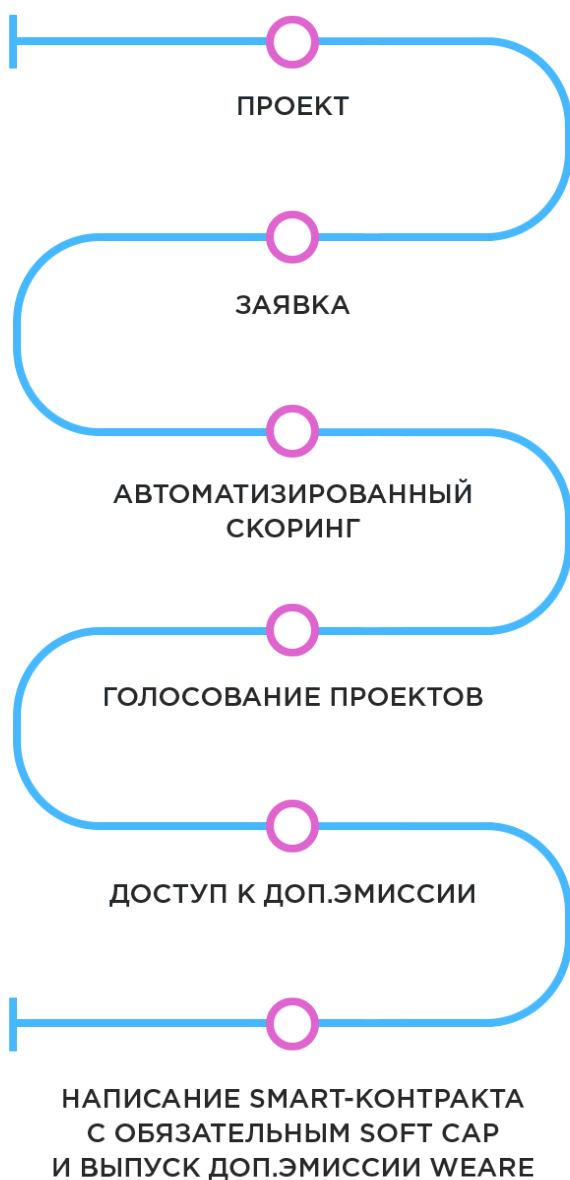 ПРОЕКТ
ЗАЯВКА
АВТОМАТИЗИРОВАННЫЙ
СКОРИНГ
ГОЛОСОВАНИЕ ПРОЕКТОВ
ДОСТУП К ДОП.ЭМИССИИ
НАПИСАНИЕ SMART-КОНТРАКТА
С ОБЯЗАТЕЛЬНЫМ SOFT CAP
И ВЫПУСК ДОП.ЭМИССИИ WEARE